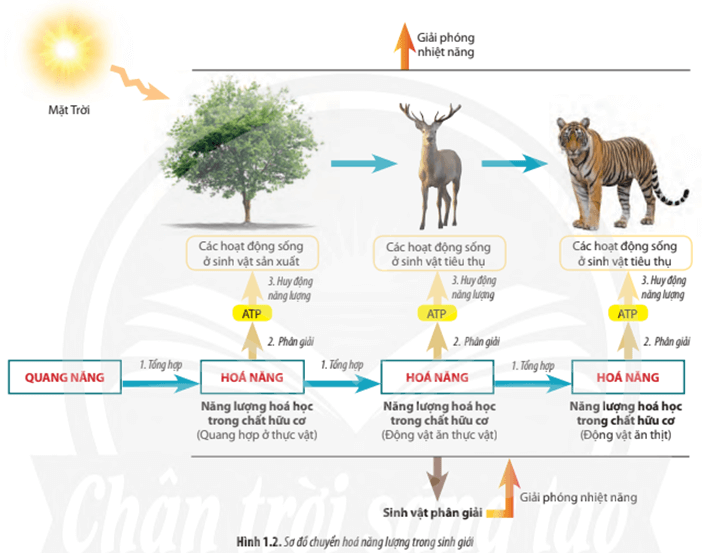 Giải phóng
nhiệt năng
Mặt Trời
Các hoạt động sống
ở sinh vật sản xuất
Các hoạt động sống
ở sinh vật tiêu thụ
Các hoạt động sống
ở sinh vật tiêu thụ
3. Huy động
năng lượng
3. Huy động
năng lượng
3. Huy động
năng lượng
ATP
ATP
ATP
2. Phân giải
2. Phân giải
2. Phân giải
QUANG NĂNG
1. Tổng hợp
HOÁ NĂNG
1. Tổng hợp
HOÁ NĂNG
1. Tổng hợp
HOÁ NĂNG
Năng lượng hoá học
trong chất hữu cơ
(Quang hợp ở thực vật)
Năng lượng hoá học
trong chất hữu cơ
(Động vật ăn thực vật)
Năng lượng hoá học
trong chất hữu cơ
(Động vật ăn thịt)
Sinh vật phân giải
Giải phóng nhiệt năng
Chân trời sáng tạo
Hình 1.2. Sơ đồ chuyển hoá năng lượng trong sinh giới